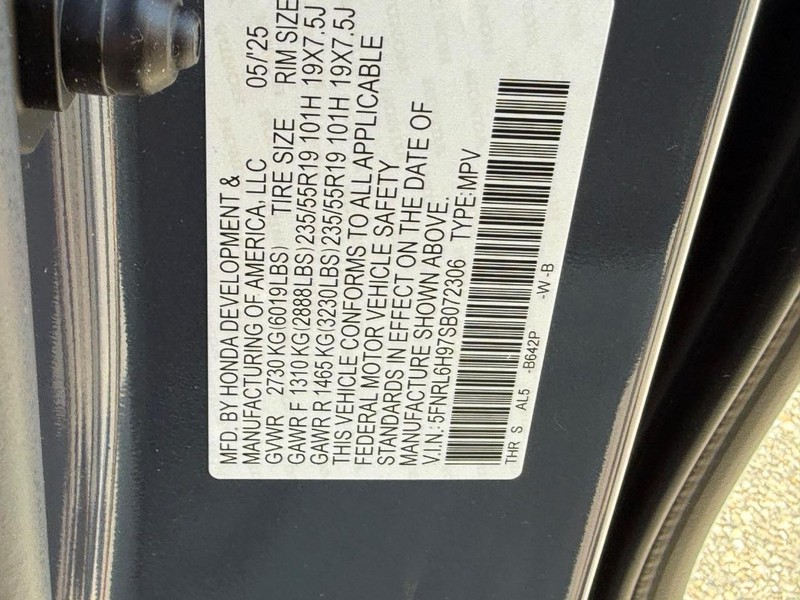 MFD. BY HONDA DEVELOPMENT &
MANUFACTURING OF AMERICA, LLC 05/25
GVWR 2730 KG(6019LBS) TIRE SIZE RIM SIZE
GAWR F 1310 KG(2888LBS) 235/55R19 101H 19X7.5J
GAWR R 1465 KG(3230LBS) 235/55R19 101H 19X7.5J
THIS VEHICLE CONFORMS TO ALL APPLICABLE
FEDERAL MOTOR VEHICLE SAFETY
STANDARDS IN EFFECT ON THE DATE OF
MANUFACTURE SHOWN ABOVE.
V.I.N.: 5FNRL6H97SB072306 TYPE: MPV
THR S AL5 -B642P -W -B